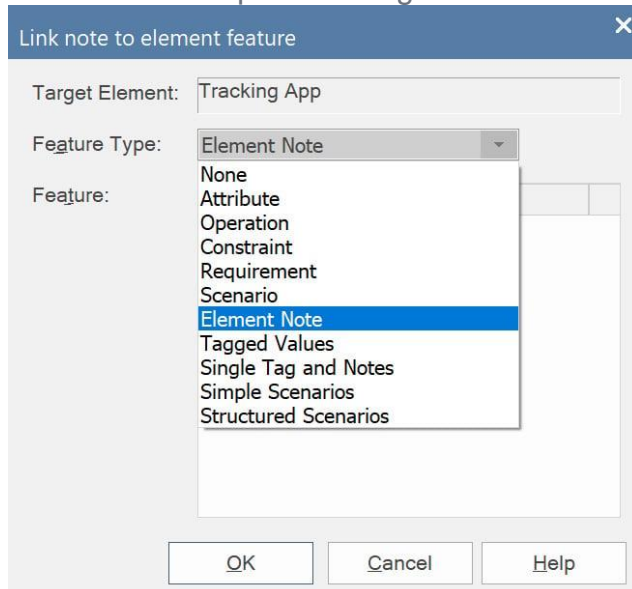 Link note to element feature
Target Element: Tracking App
Feature Type: Element Note
Feature:
None
Attribute
Operation
Constraint
Requirement
Scenario
Element Note
Tagged Values
Single Tag and Notes
Simple Scenarios
Structured Scenarios
OK Cancel Help